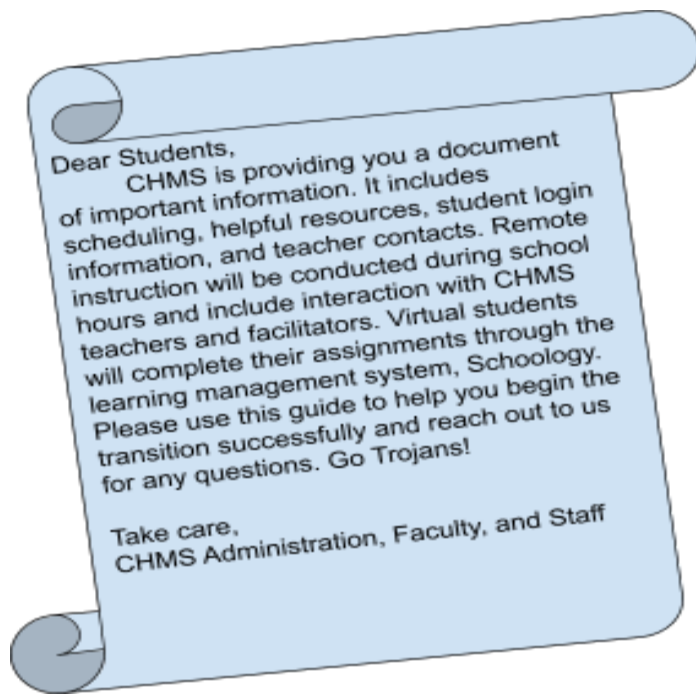 Dear Students,
CHMS is providing you a document
of important information. It includes
scheduling, helpful resources, student login
information, and teacher contacts. Remote
instruction will be conducted during school
hours and include interaction with CHMS
teachers and facilitators. Virtual students
will complete their assignments through the
learning management system, Schoology.
Please use this guide to help you begin the
transition successfully and reach out to us
for any questions. Go Trojans!
Take care,
CHMS Administration, Faculty, and Staff